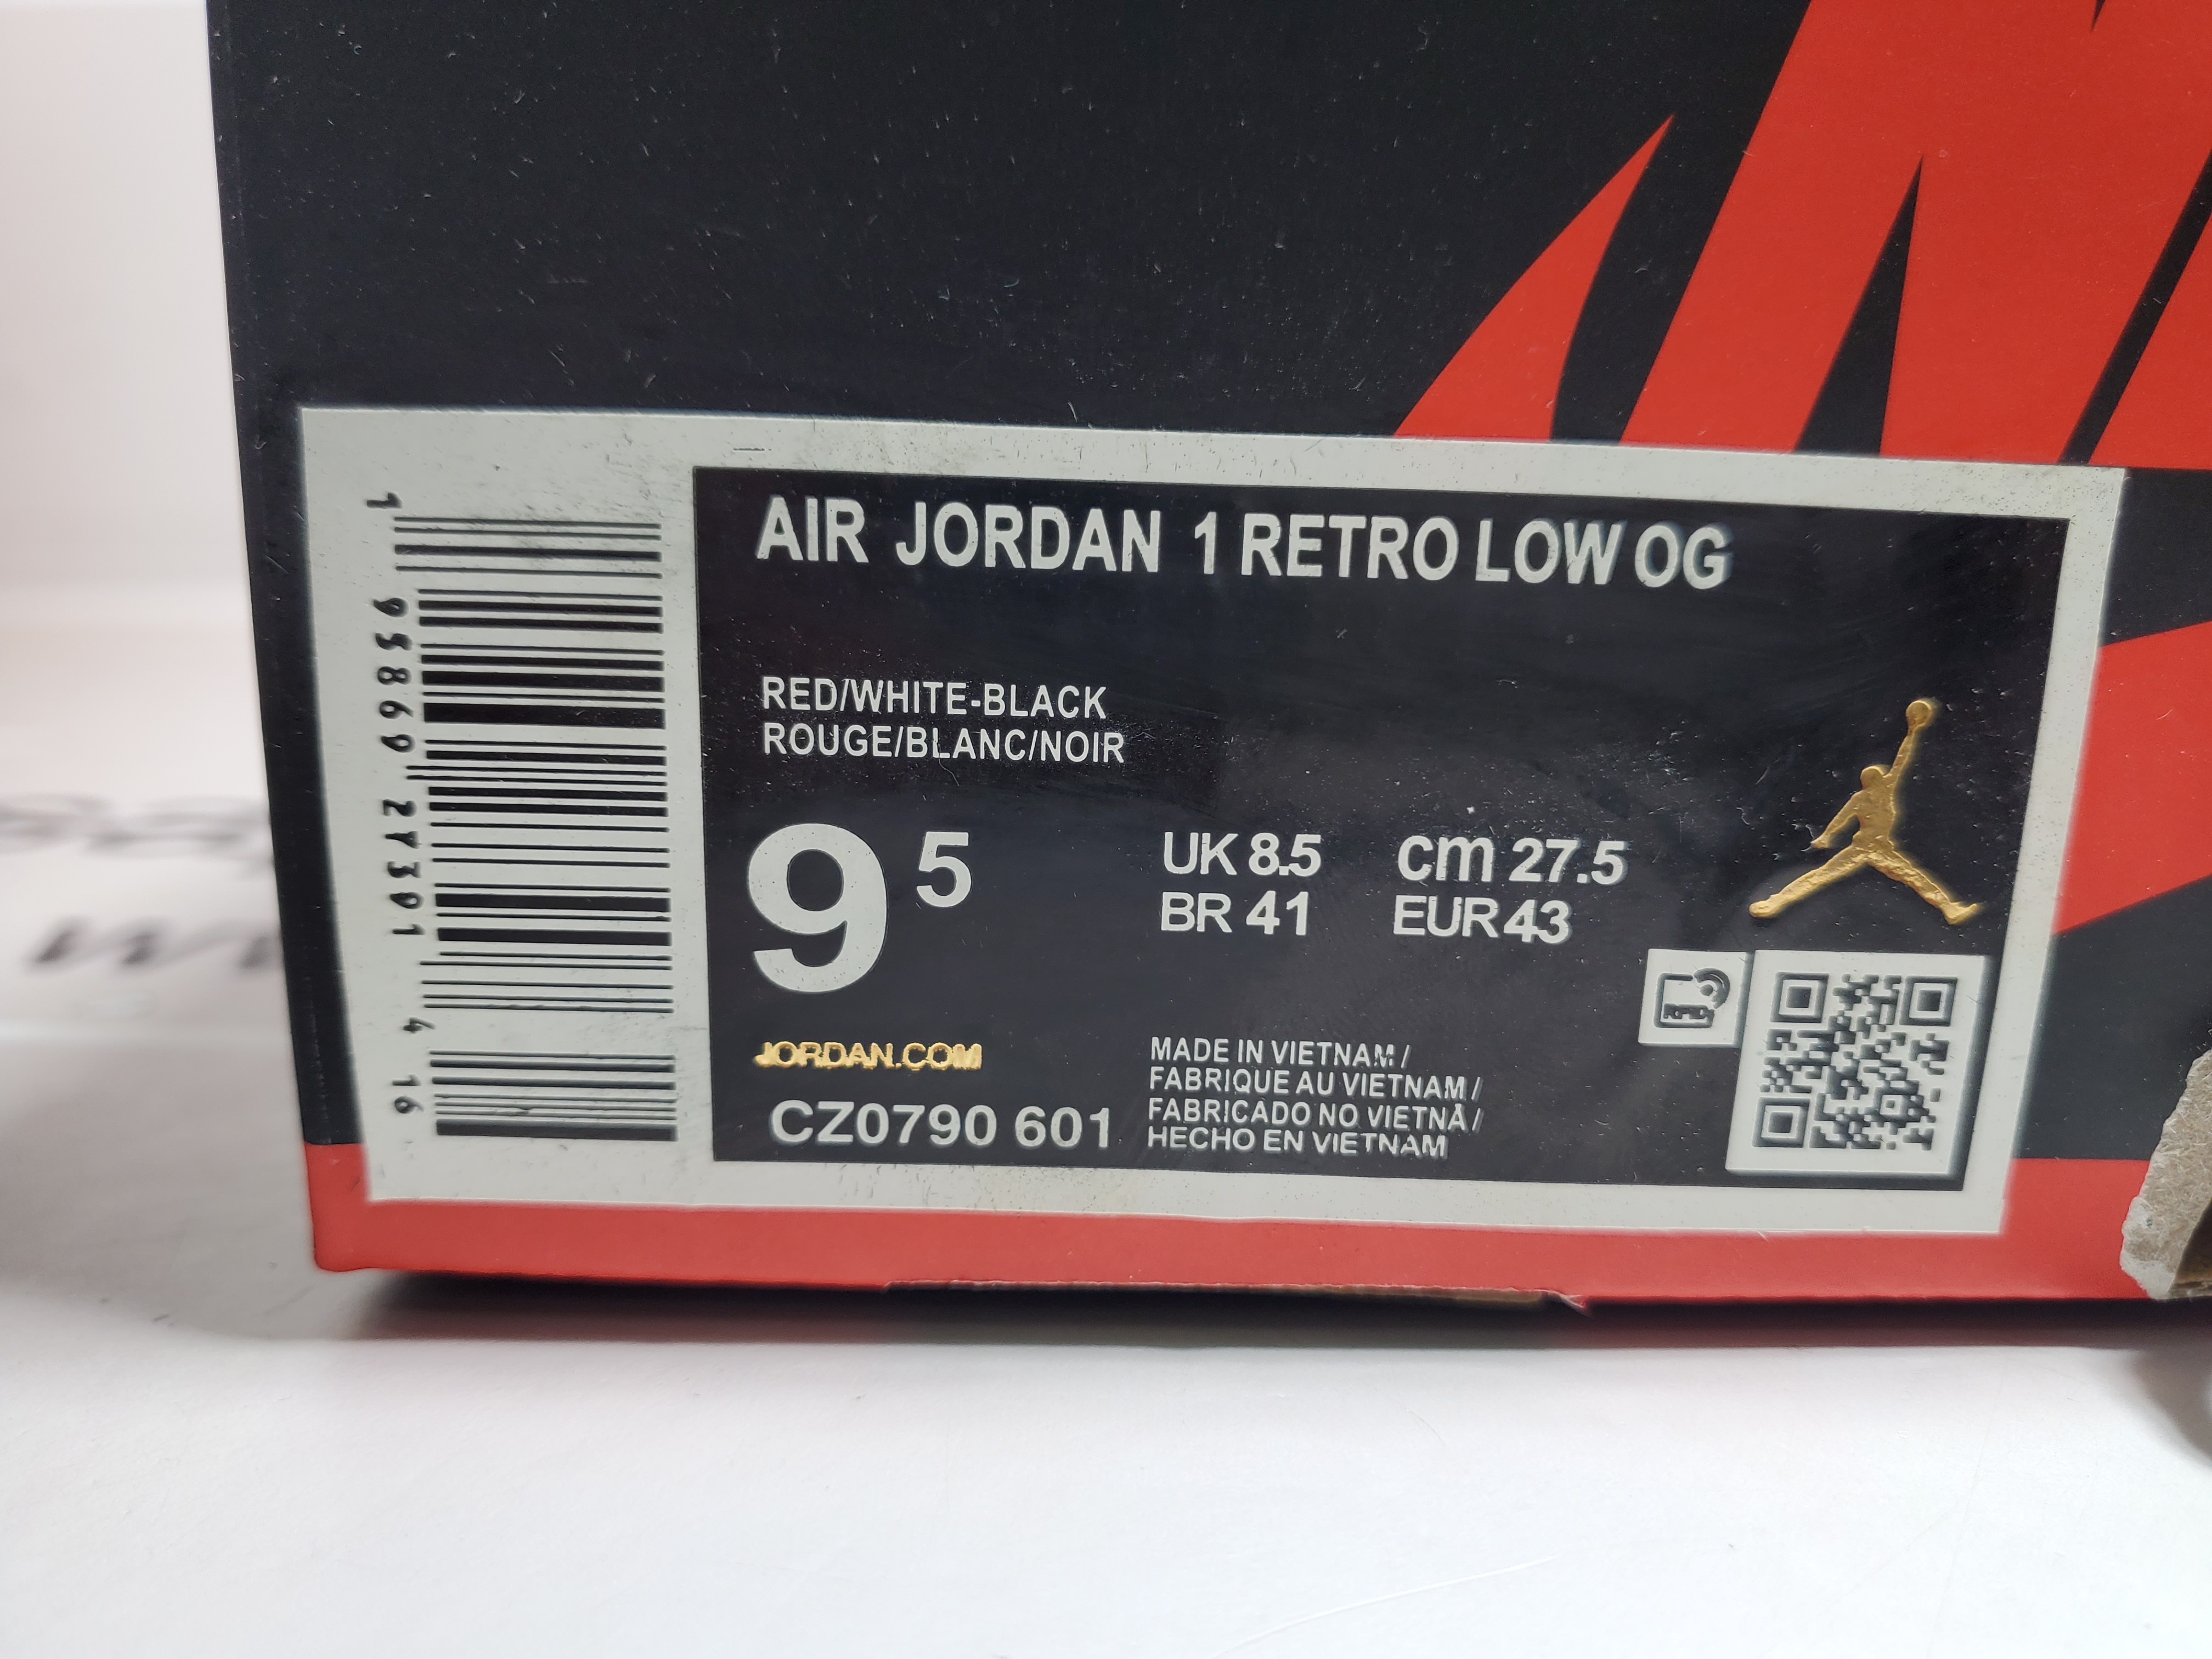 AIR JORDAN 1 RETRO LOW OG
RED/WHITE-BLACK
ROUGE/BLANC/NOIR
9 5
UK 8.5 cm 27.5
BR 41 EUR 43
JORDAN.COM
CZ0790 601
MADE IN VIETNAM /
FABRIQUE AU VIETNAM /
FABRICADO NO VIETNÃ /
HECHO EN VIETNAM
RFID
1 95869 27391 4 16